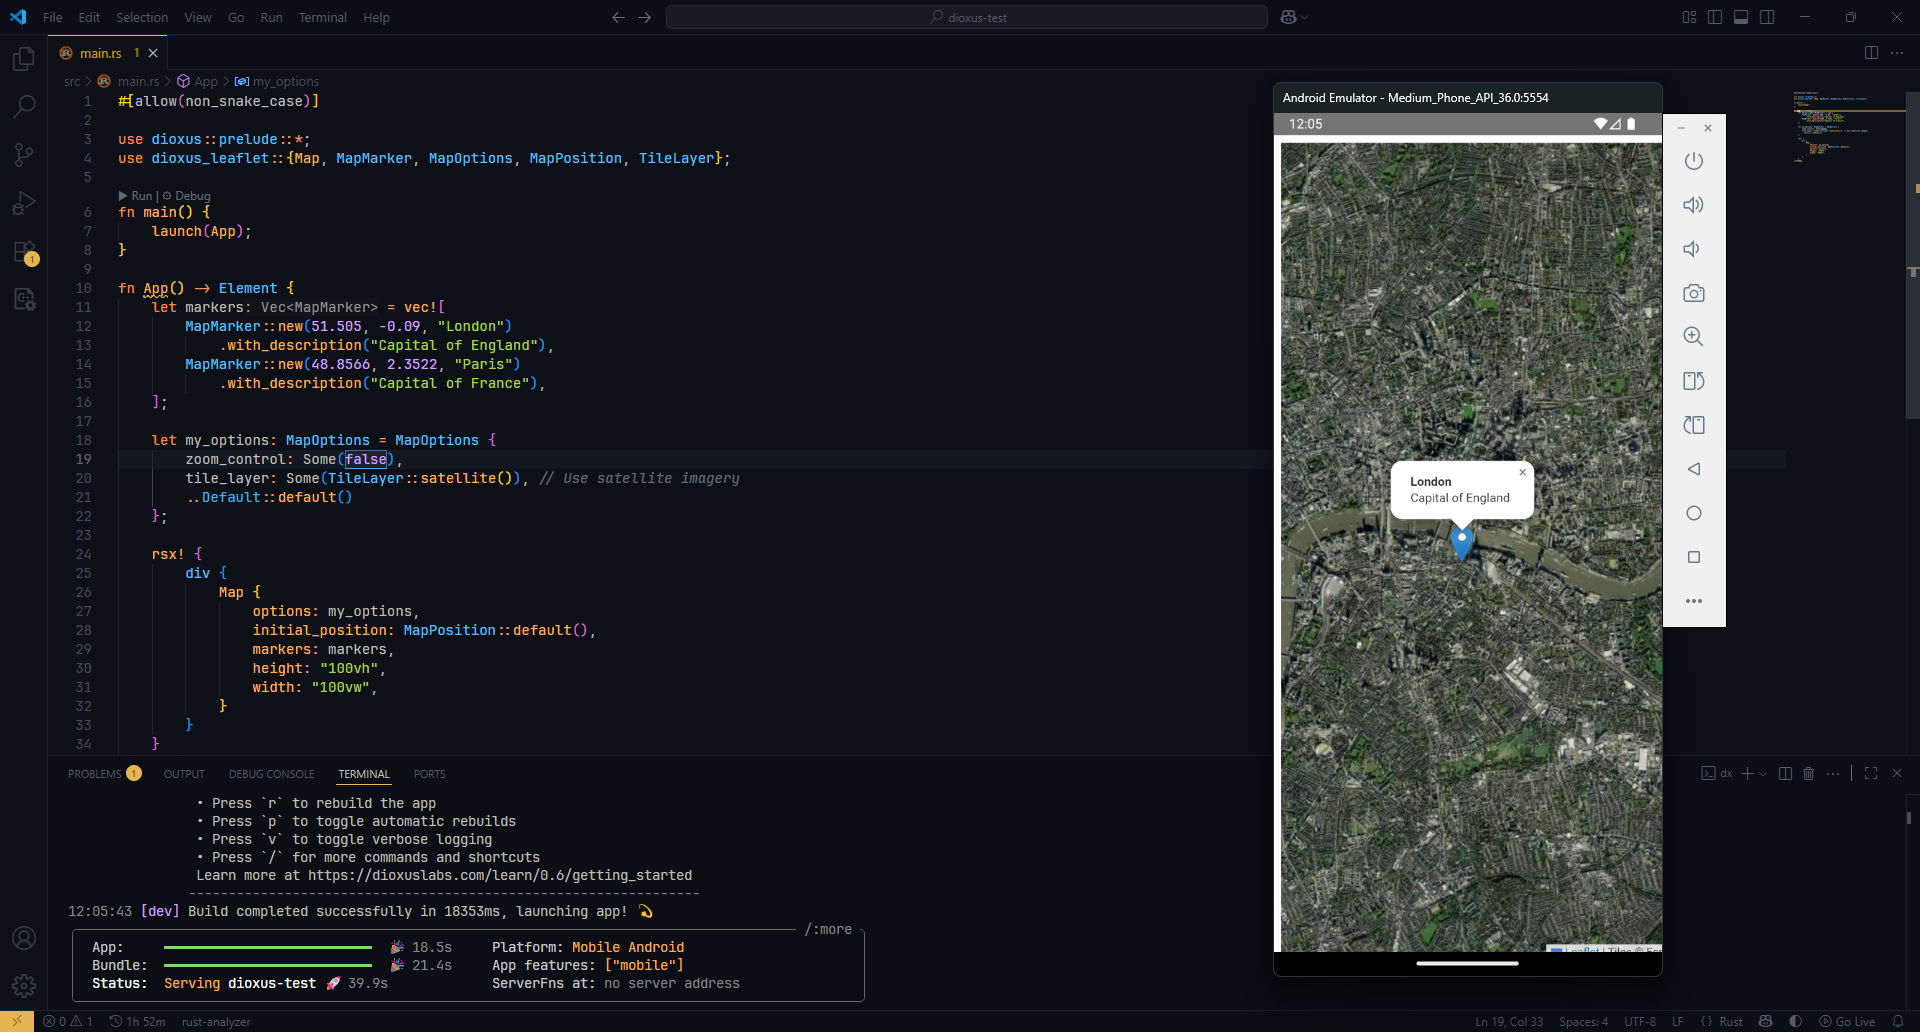 File Edit Selection View Go Run Terminal Help
dioxus-test
main.rs 1
src > main.rs > App > my_options
1 #[allow(non_snake_case)]
2
3 use dioxus::prelude::*;
4 use dioxus_leaflet::{Map, MapMarker, MapOptions, MapPosition, TileLayer};
5
Run | Debug
6 fn main() {
7 launch(App);
8 }
9
10 fn App() -> Element {
11 let markers: Vec<MapMarker> = vec![
12 MapMarker::new(51.505, -0.09, "London")
13 .with_description("Capital of England"),
14 MapMarker::new(48.8566, 2.3522, "Paris")
15 .with_description("Capital of France"),
16 ];
17
18 let my_options: MapOptions = MapOptions {
19 zoom_control: Some(false),
20 tile_layer: Some(TileLayer::satellite()), // Use satellite imagery
21 ..Default::default()
22 };
23
24 rsx! {
25 div {
26 Map {
27 options: my_options,
28 initial_position: MapPosition::default(),
29 markers: markers,
30 height: "100vh",
31 width: "100vw",
32 }
33 }
34 }
Android Emulator - Medium_Phone_API_36.0:5554
12:05
London
Capital of England
Leaflet | Tiles ©
PROBLEMS 1 OUTPUT DEBUG CONSOLE TERMINAL PORTS
dx
• Press `r` to rebuild the app
• Press `p` to toggle automatic rebuilds
• Press `v` to toggle verbose logging
• Press `/` for more commands and shortcuts
Learn more at https://dioxuslabs.com/learn/0.6/getting_started
----------------------------------------------------------------
12:05:43 [dev] Build completed successfully in 18353ms, launching app! 💫
/:more
App: 🎉 18.5s Platform: Mobile Android
Bundle: 🎉 21.4s App features: ["mobile"]
Status: Serving dioxus-test 🚀 39.9s ServerFns at: no server address
0 1 1h 52m rust-analyzer
Ln 19, Col 33 Spaces: 4 UTF-8 LF {} Rust Go Live